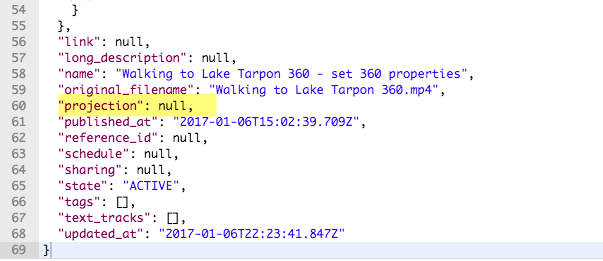 54 }
55 },
56 "link": null,
57 "long_description": null,
58 "name": "Walking to Lake Tarpon 360 - set 360 properties",
59 "original_filename": "Walking to Lake Tarpon 360.mp4",
60 "projection": null,
61 "published_at": "2017-01-06T15:02:39.709Z",
62 "reference_id": null,
63 "schedule": null,
64 "sharing": null,
65 "state": "ACTIVE",
66 "tags": [],
67 "text_tracks": [],
68 "updated_at": "2017-01-06T22:23:41.847Z"
69 }